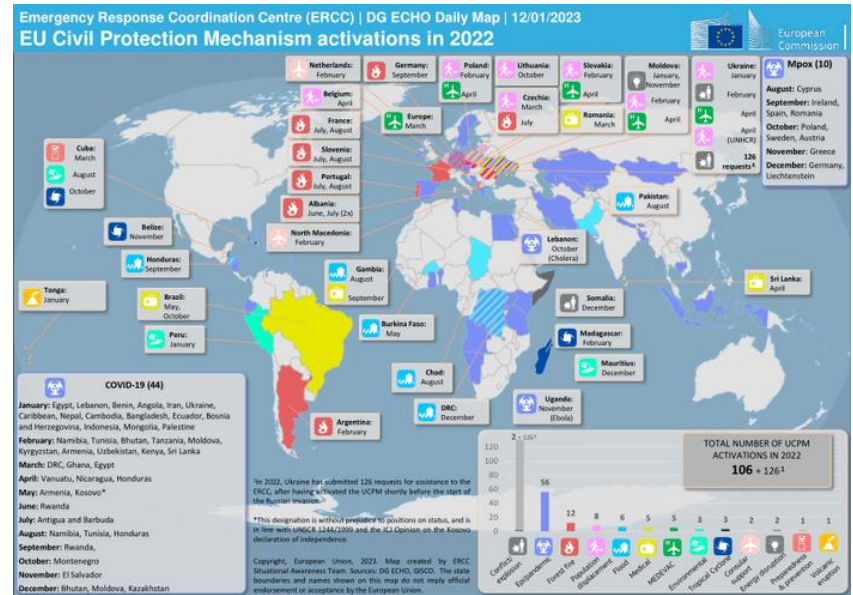 Emergency Response Coordination Centre (ERCC) | DG ECHO Daily Map | 12/01/2023
EU Civil Protection Mechanism activations in 2022
European
Commission
Netherlands:
February
Germany:
September
Poland:
February
April
Lithuania:
October
Slovakia:
February
April
Moldova:
January,
November
February
April
Ukraine:
January
February
April
April
(UNHCR)
126
requests¹
Mpox (10)
August: Cyprus
September: Ireland,
Spain, Romania
October: Poland,
Sweden, Austria
November: Greece
December: Germany,
Liechtenstein
Belgium:
April
Europe:
March
Czechia:
March
July
Romania:
March
France:
July, August
Slovenia:
July, August
Portugal:
July, August
Albania:
June, July (2x)
North Macedonia:
February
Cuba:
March
August
October
Belize:
November
Honduras:
September
Tonga:
January
Brazil:
May,
October
Peru:
January
Gambia:
August
September
Burkina Faso:
May
Chad:
August
DRC:
December
Argentina:
February
Pakistan:
August
Lebanon:
October
(Cholera)
Sri Lanka:
April
Somalia:
December
Madagascar:
February
Mauritius:
December
Uganda:
November
(Ebola)
COVID-19 (44)
January: Egypt, Lebanon, Benin, Angola, Iran, Ukraine,
Caribbean, Nepal, Cambodia, Bangladesh, Ecuador, Bosnia
and Herzegovina, Indonesia, Mongolia, Palestine
February: Namibia, Tunisia, Bhutan, Tanzania, Moldova,
Kyrgyzstan, Armenia, Uzbekistan, Kenya, Sri Lanka
March: DRC, Ghana, Egypt
April: Vanuatu, Nicaragua, Honduras
May: Armenia, Kosovo*
June: Rwanda
July: Antigua and Barbuda
August: Namibia, Tunisia, Honduras
September: Rwanda,
October: Montenegro
November: El Salvador
December: Bhutan, Moldova, Kazakhstan
¹In 2022, Ukraine has submitted 126 requests for assistance to the
ERCC, after having activated the UCPM shortly before the start of
the Russian invasion.
*This designation is without prejudice to positions on status, and is
in line with UNSCR 1244/1999 and the ICJ Opinion on the Kosovo
declaration of independence.
Copyright, European Union, 2023. Map created by ERCC
Situational Awareness Team. Sources: DG ECHO, GISCO. The state
boundaries and names shown on this map do not imply official
endorsement or acceptance by the European Union.
TOTAL NUMBER OF UCPM
ACTIVATIONS IN 2022
106 + 126¹
2 + 126¹
120
100
80
60
40
20
0
56
12
8
6
5
5
3
3
2
2
1
1
Conflict/
explosion
Epi/pandemic
Forest fire
Population
displacement
Flood
Medical
MEDEVAC
Environmental
Tropical Cyclone
Consular
support
Energy disruption
Preparedness
& prevention
Volcanic
eruption